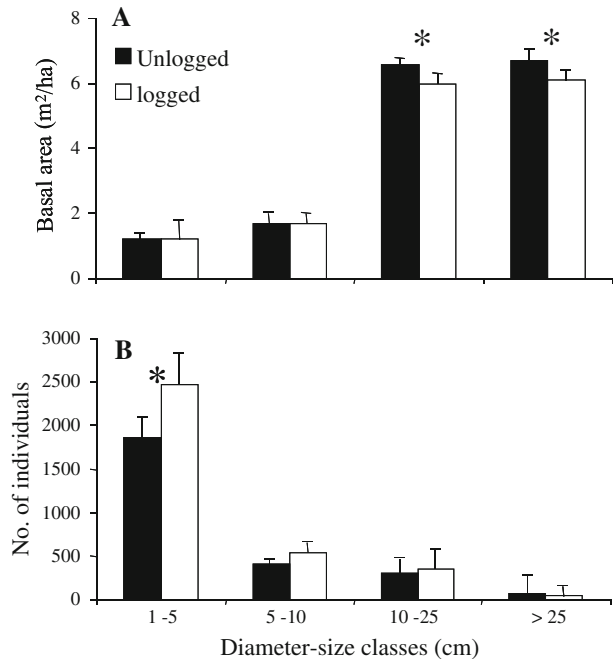 A
8
6
4
2
0
Basal area (m²/ha)
Unlogged
logged
*
*
B
3000
2500
2000
1500
1000
500
0
No. of individuals
*
1 -5
5 -10
10 -25
> 25
Diameter-size classes (cm)